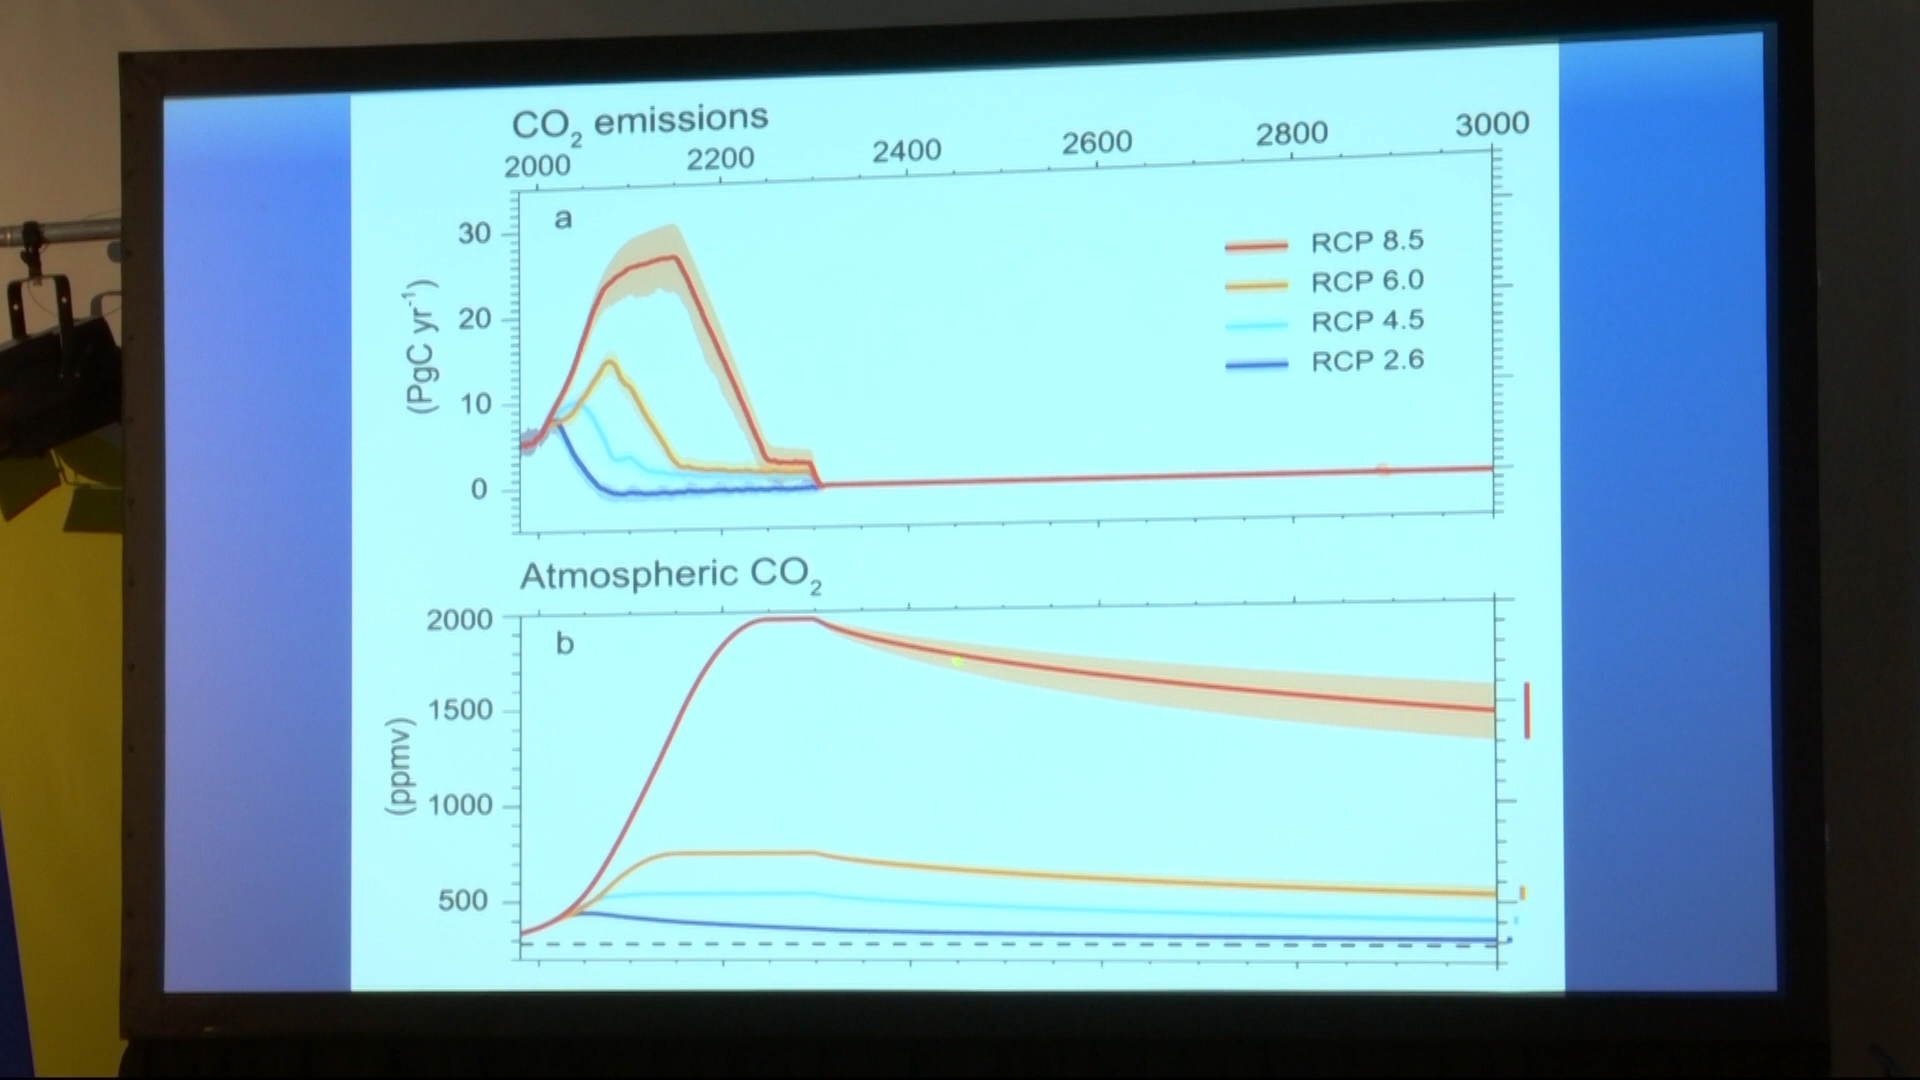 CO₂ emissions
2000 2200 2400 2600 2800 3000
a
30
20
10
0
(PgC yr⁻¹)
RCP 8.5
RCP 6.0
RCP 4.5
RCP 2.6
Atmospheric CO₂
b
2000
1500
1000
500
(ppmv)